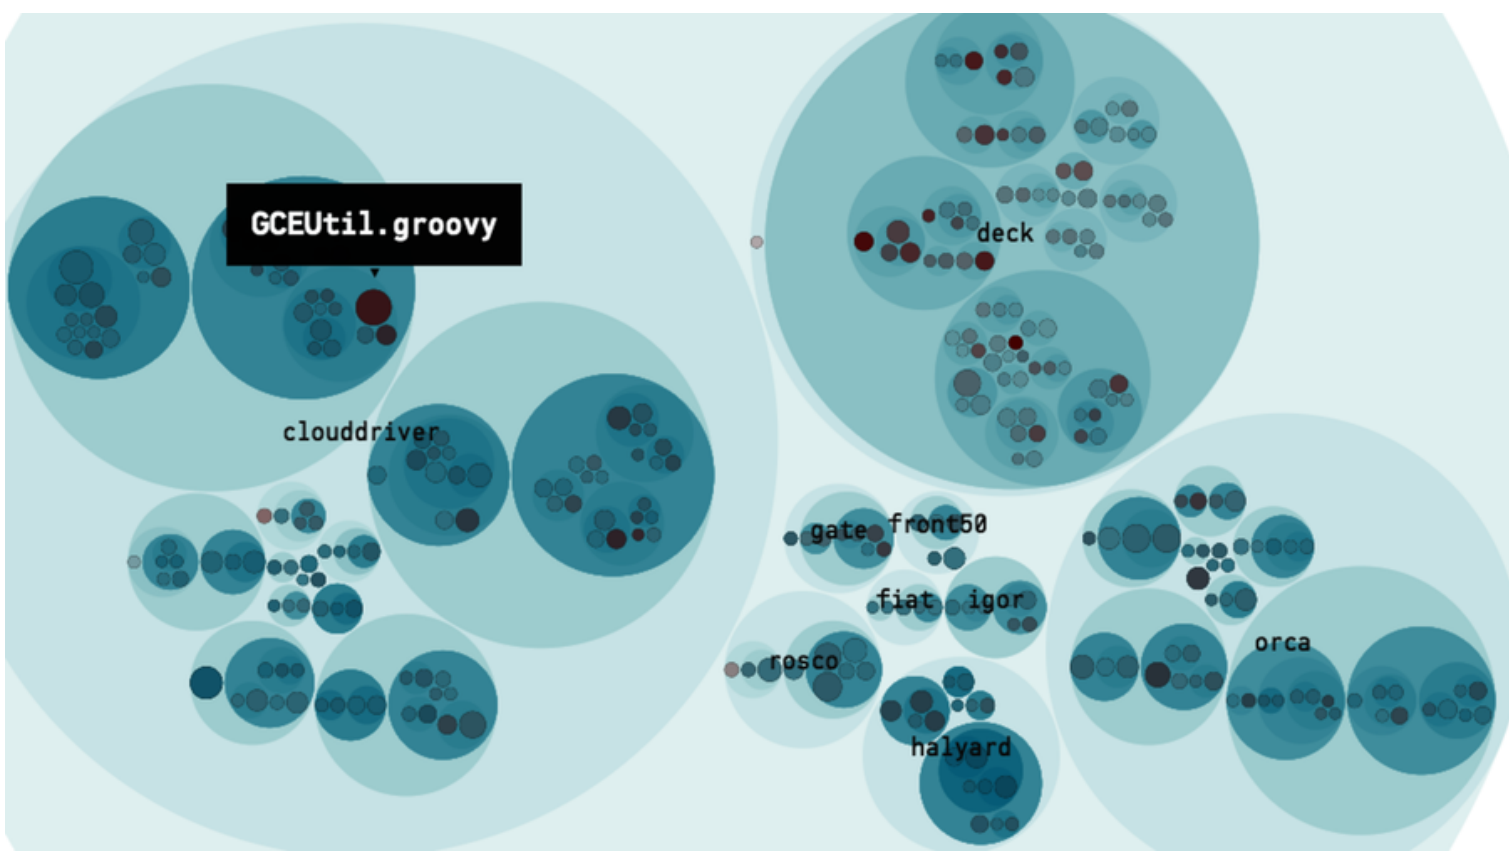 GCEUtil.groovy
deck
clouddriver
gate
front50
fiat
igor
orca
rosco
halyard